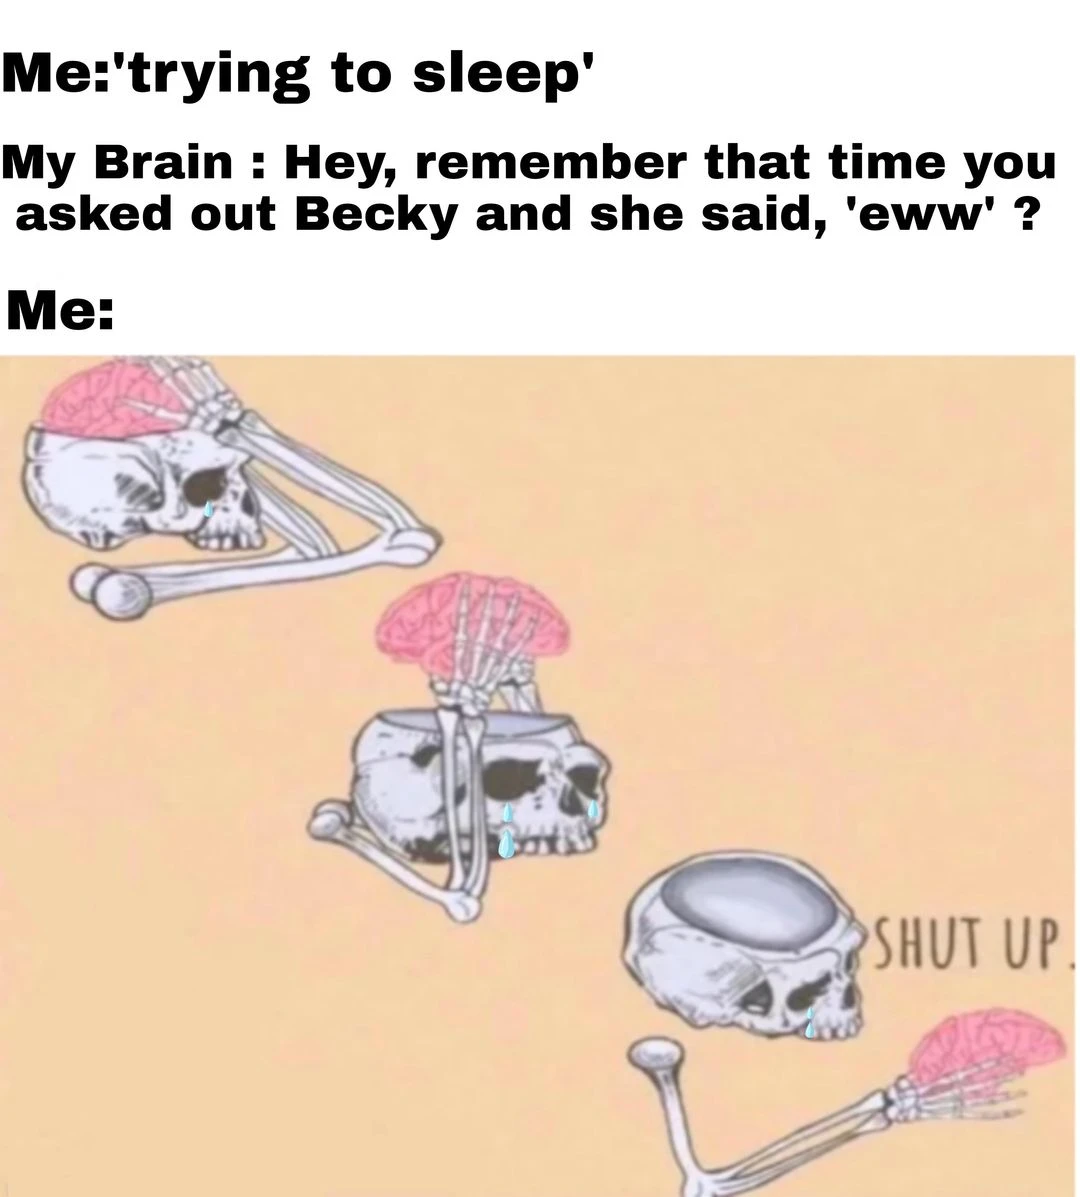 Me:'trying to sleep'
My Brain : Hey, remember that time you
asked out Becky and she said, 'eww' ?
Me:
SHUT UP.